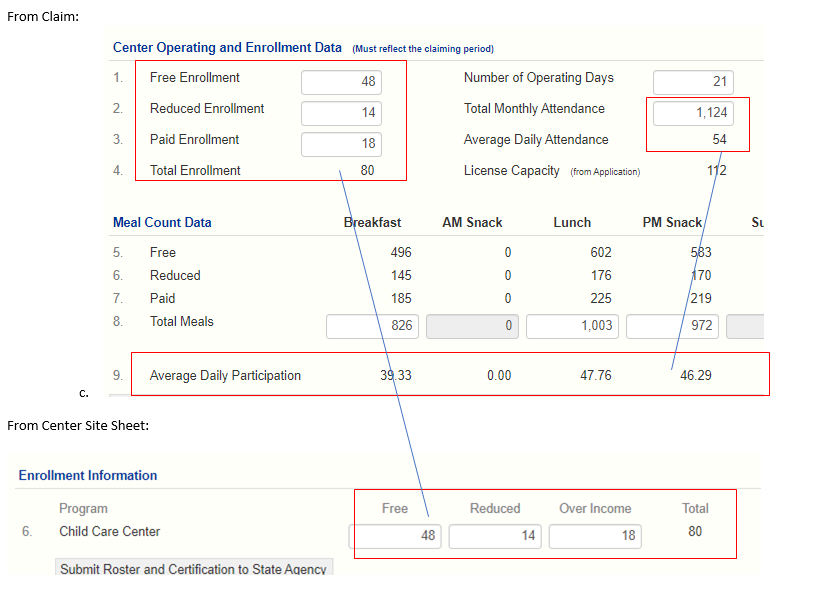 From Claim:
Center Operating and Enrollment Data (Must reflect the claiming period)
1. Free Enrollment 48 Number of Operating Days 21
2. Reduced Enrollment 14 Total Monthly Attendance 1,124
3. Paid Enrollment 18 Average Daily Attendance 54
4. Total Enrollment 80 License Capacity (from Application) 112
Meal Count Data Breakfast AM Snack Lunch PM Snack Su
5. Free 496 0 602 583
6. Reduced 145 0 176 170
7. Paid 185 0 225 219
8. Total Meals 826 0 1,003 972
9. Average Daily Participation 39.33 0.00 47.76 46.29
c.
From Center Site Sheet:
Enrollment Information
Program Free Reduced Over Income Total
6. Child Care Center 48 14 18 80
Submit Roster and Certification to State Agency